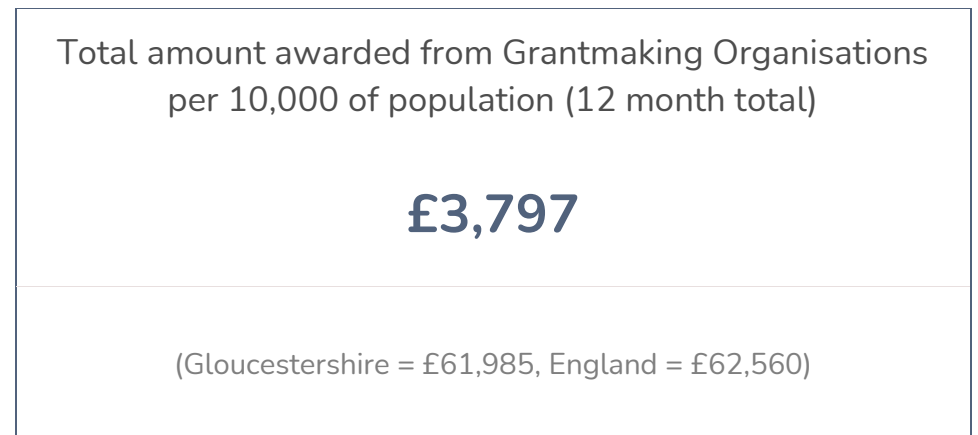 Total amount awarded from Grantmaking Organisations
per 10,000 of population (12 month total)
£3,797
(Gloucestershire = £61,985, England = £62,560)